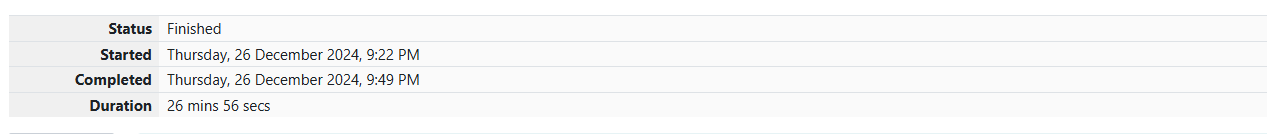 Status Finished
Started Thursday, 26 December 2024, 9:22 PM
Completed Thursday, 26 December 2024, 9:49 PM
Duration 26 mins 56 secs